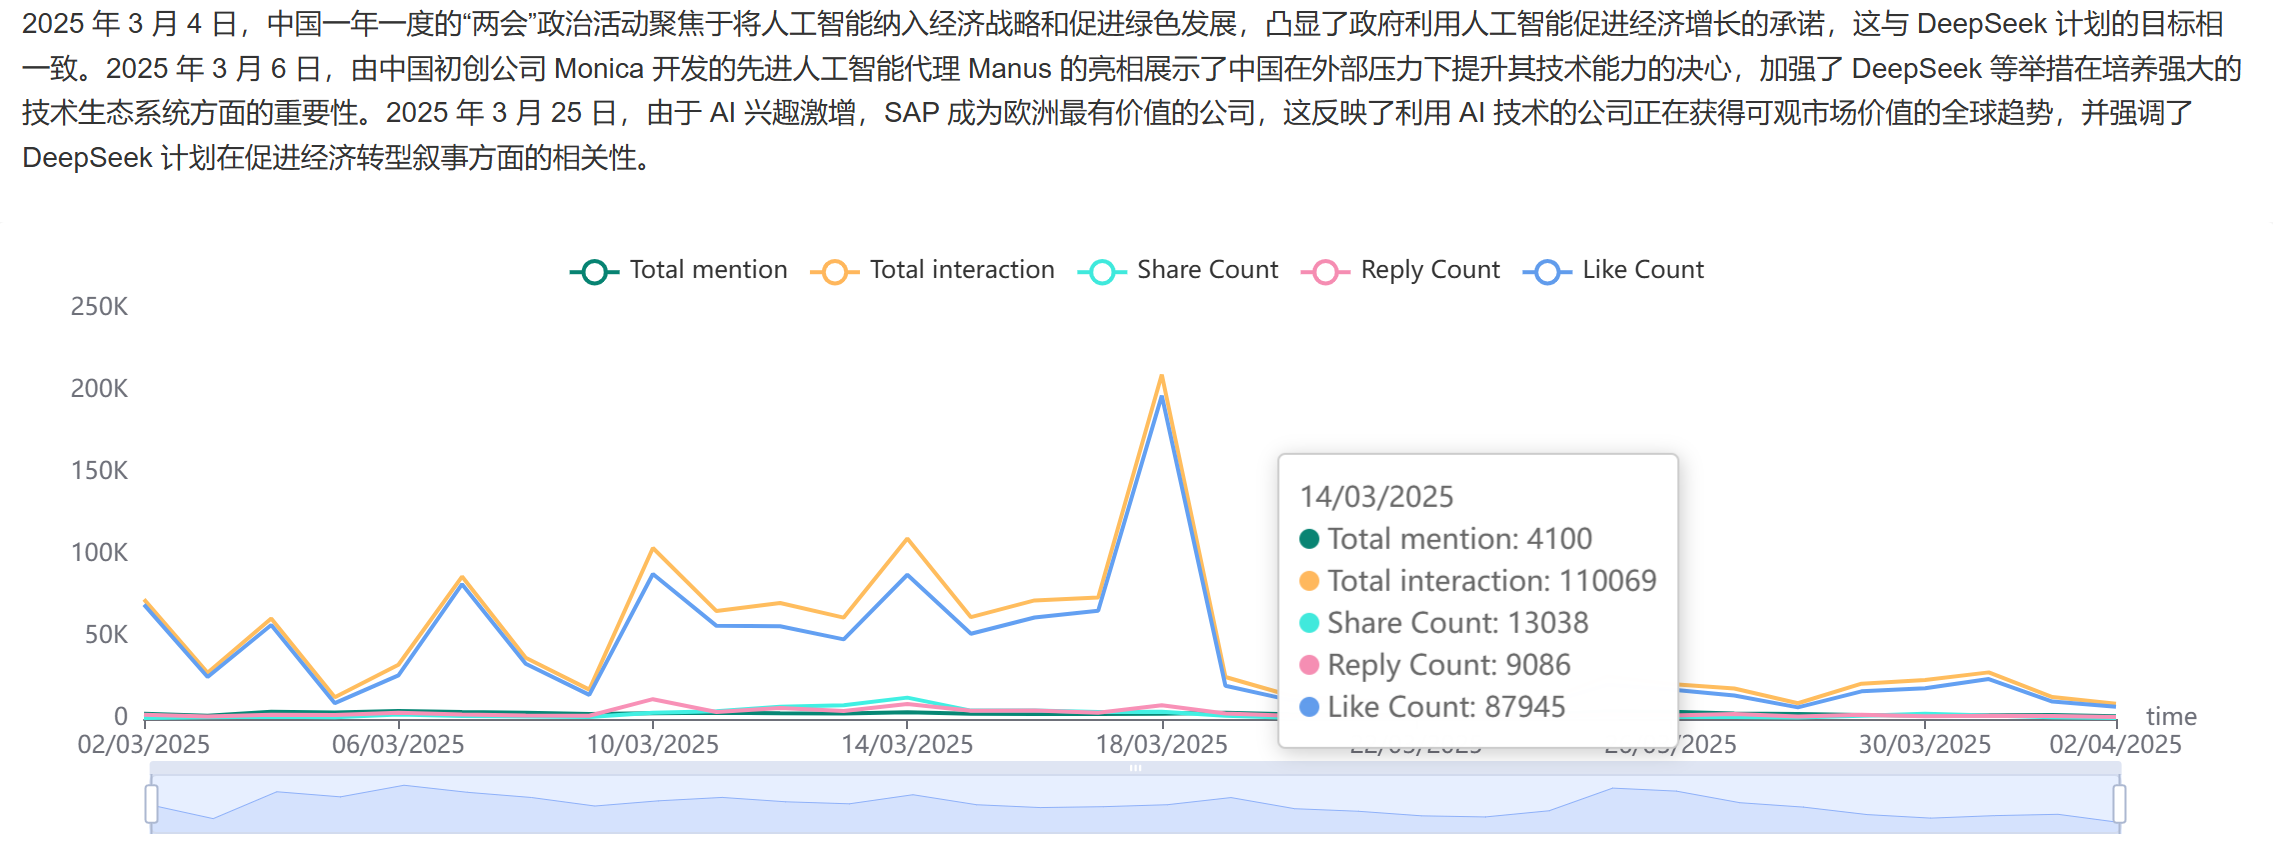 2025 年 3 月 4 日，中国一年一度的“两会”政治活动聚焦于将人工智能纳入经济战略和促进绿色发展，凸显了政府利用人工智能促进经济增长的承诺，这与 DeepSeek 计划的目标相
一致。2025 年 3 月 6 日，由中国初创公司 Monica 开发的先进人工智能代理 Manus 的亮相展示了中国在外部压力下提升其技术能力的决心，加强了 DeepSeek 等举措在培养强大的
技术生态系统方面的重要性。2025 年 3 月 25 日，由于 AI 兴趣激增，SAP 成为欧洲最有价值的公司，这反映了利用 AI 技术的公司正在获得可观市场价值的全球趋势，并强调了
DeepSeek 计划在促进经济转型叙事方面的相关性。
Total mention Total interaction Share Count Reply Count Like Count
250K
200K
150K
100K
50K
0
14/03/2025
Total mention: 4100
Total interaction: 110069
Share Count: 13038
Reply Count: 9086
Like Count: 87945
time
02/03/2025 06/03/2025 10/03/2025 14/03/2025 18/03/2025 30/03/2025 02/04/2025